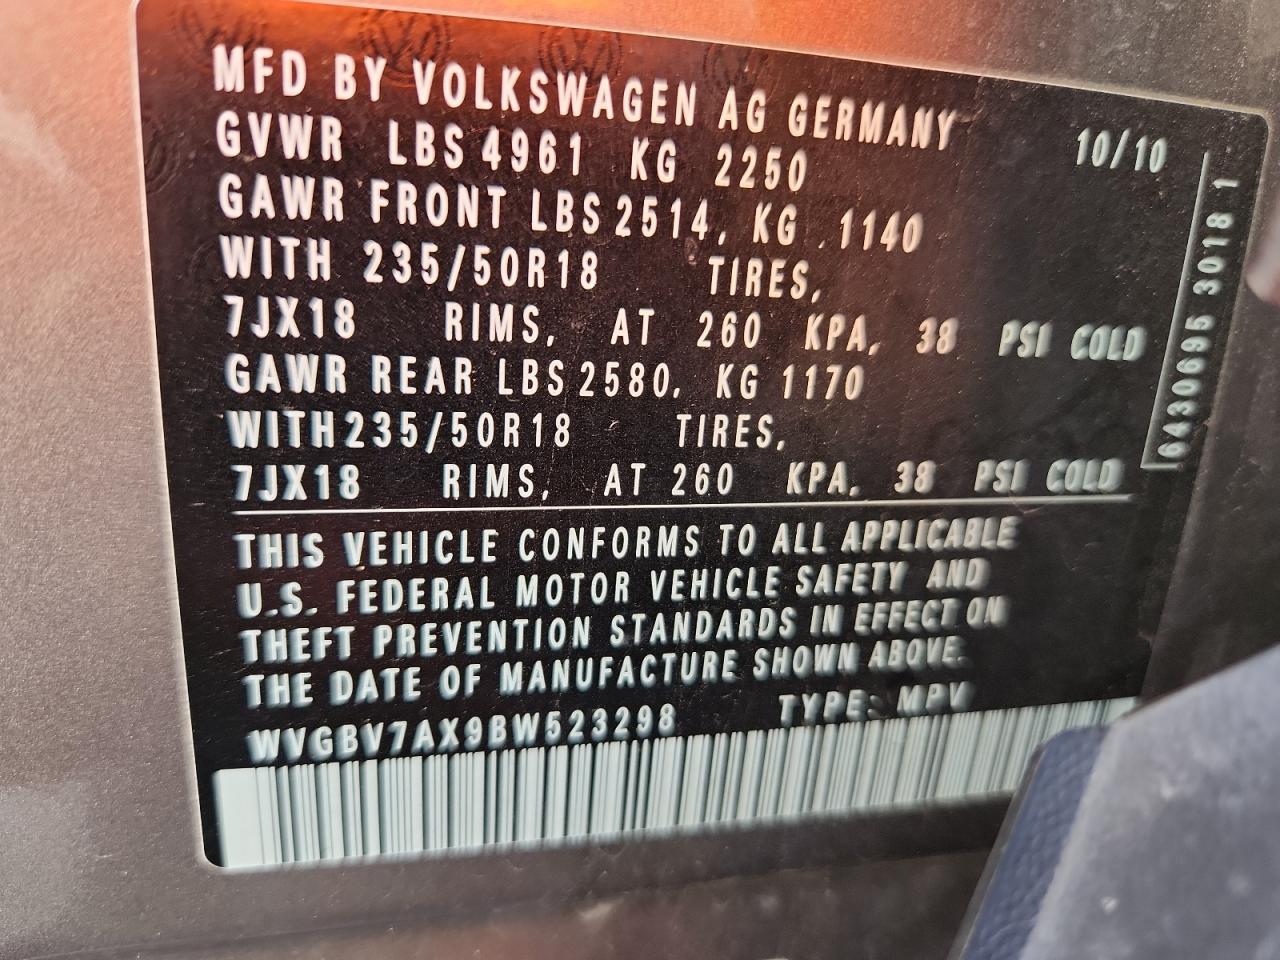 MFD BY VOLKSWAGEN AG GERMANY 10/10
GVWR LBS 4961 KG 2250
GAWR FRONT LBS 2514, KG .1140
WITH 235/50R18 TIRES,
7JX18 RIMS, AT 260 KPA, 38 PSI COLD
GAWR REAR LBS 2580, KG 1170
WITH 235/50R18 TIRES,
7JX18 RIMS, AT 260 KPA, 38 PSI COLD
THIS VEHICLE CONFORMS TO ALL APPLICABLE
U.S. FEDERAL MOTOR VEHICLE SAFETY AND
THEFT PREVENTION STANDARDS IN EFFECT ON
THE DATE OF MANUFACTURE SHOWN ABOVE.
WVGBV7AX9BW523298 TYPE: MPV
6430695 3018 1